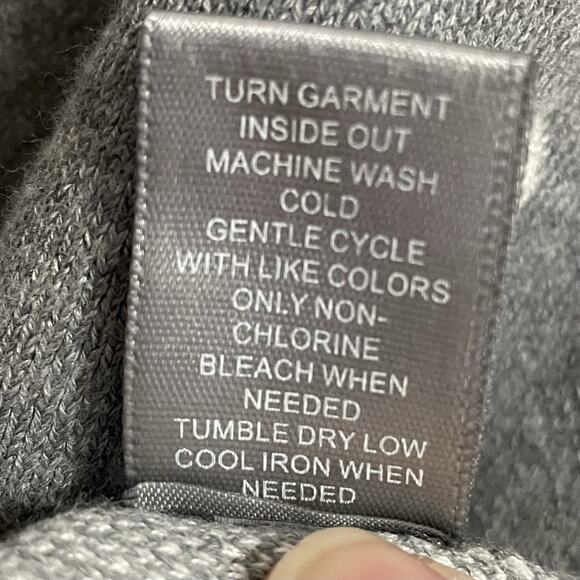 TURN GARMENT
INSIDE OUT
MACHINE WASH
COLD
GENTLE CYCLE
WITH LIKE COLORS
ONLY NON-
CHLORINE
BLEACH WHEN
NEEDED
TUMBLE DRY LOW
COOL IRON WHEN
NEEDED